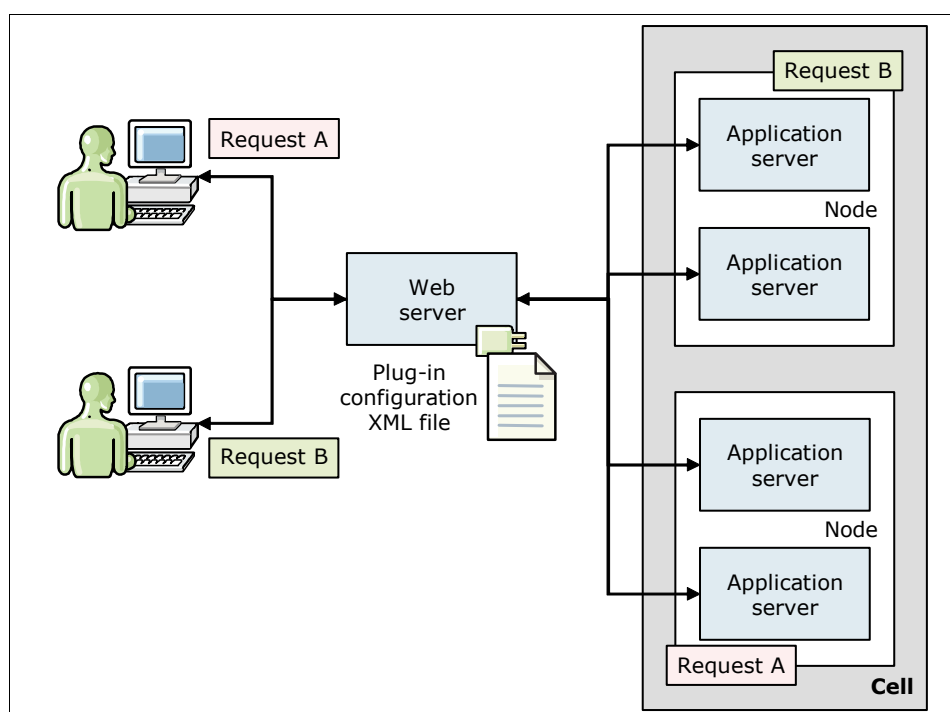 Request A
Request B
Web
server
Plug-in
configuration
XML file
Request B
Application
server
Node
Application
server
Application
server
Node
Application
server
Request A
Cell